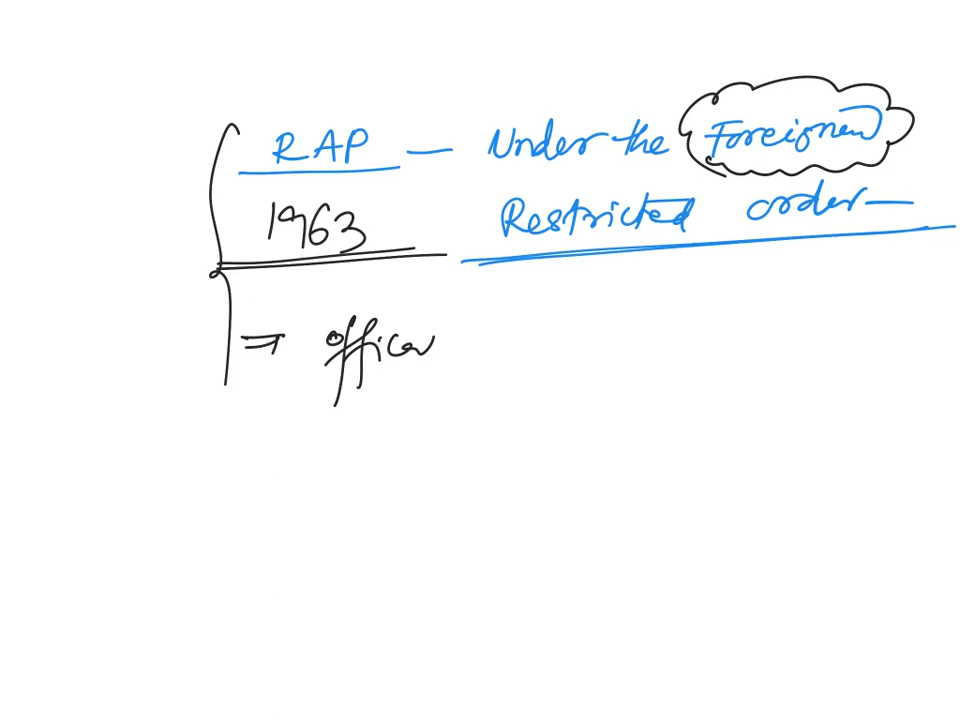 RAP — Under the Foreigner
1963 Restricted order —
⇒ officer